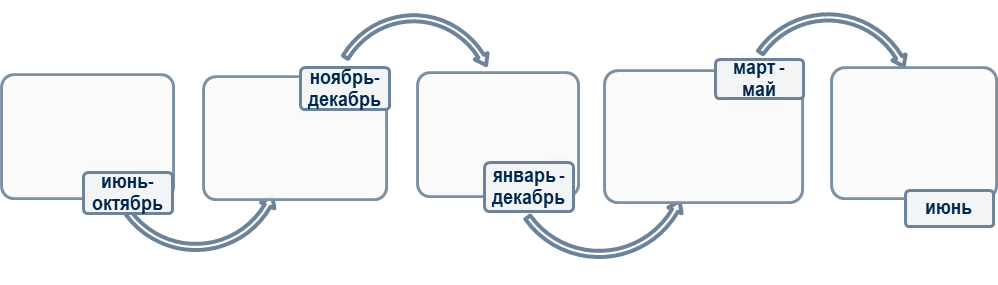 июнь-
октябрь
ноябрь-
декабрь
январь -
декабрь
март -
май
июнь